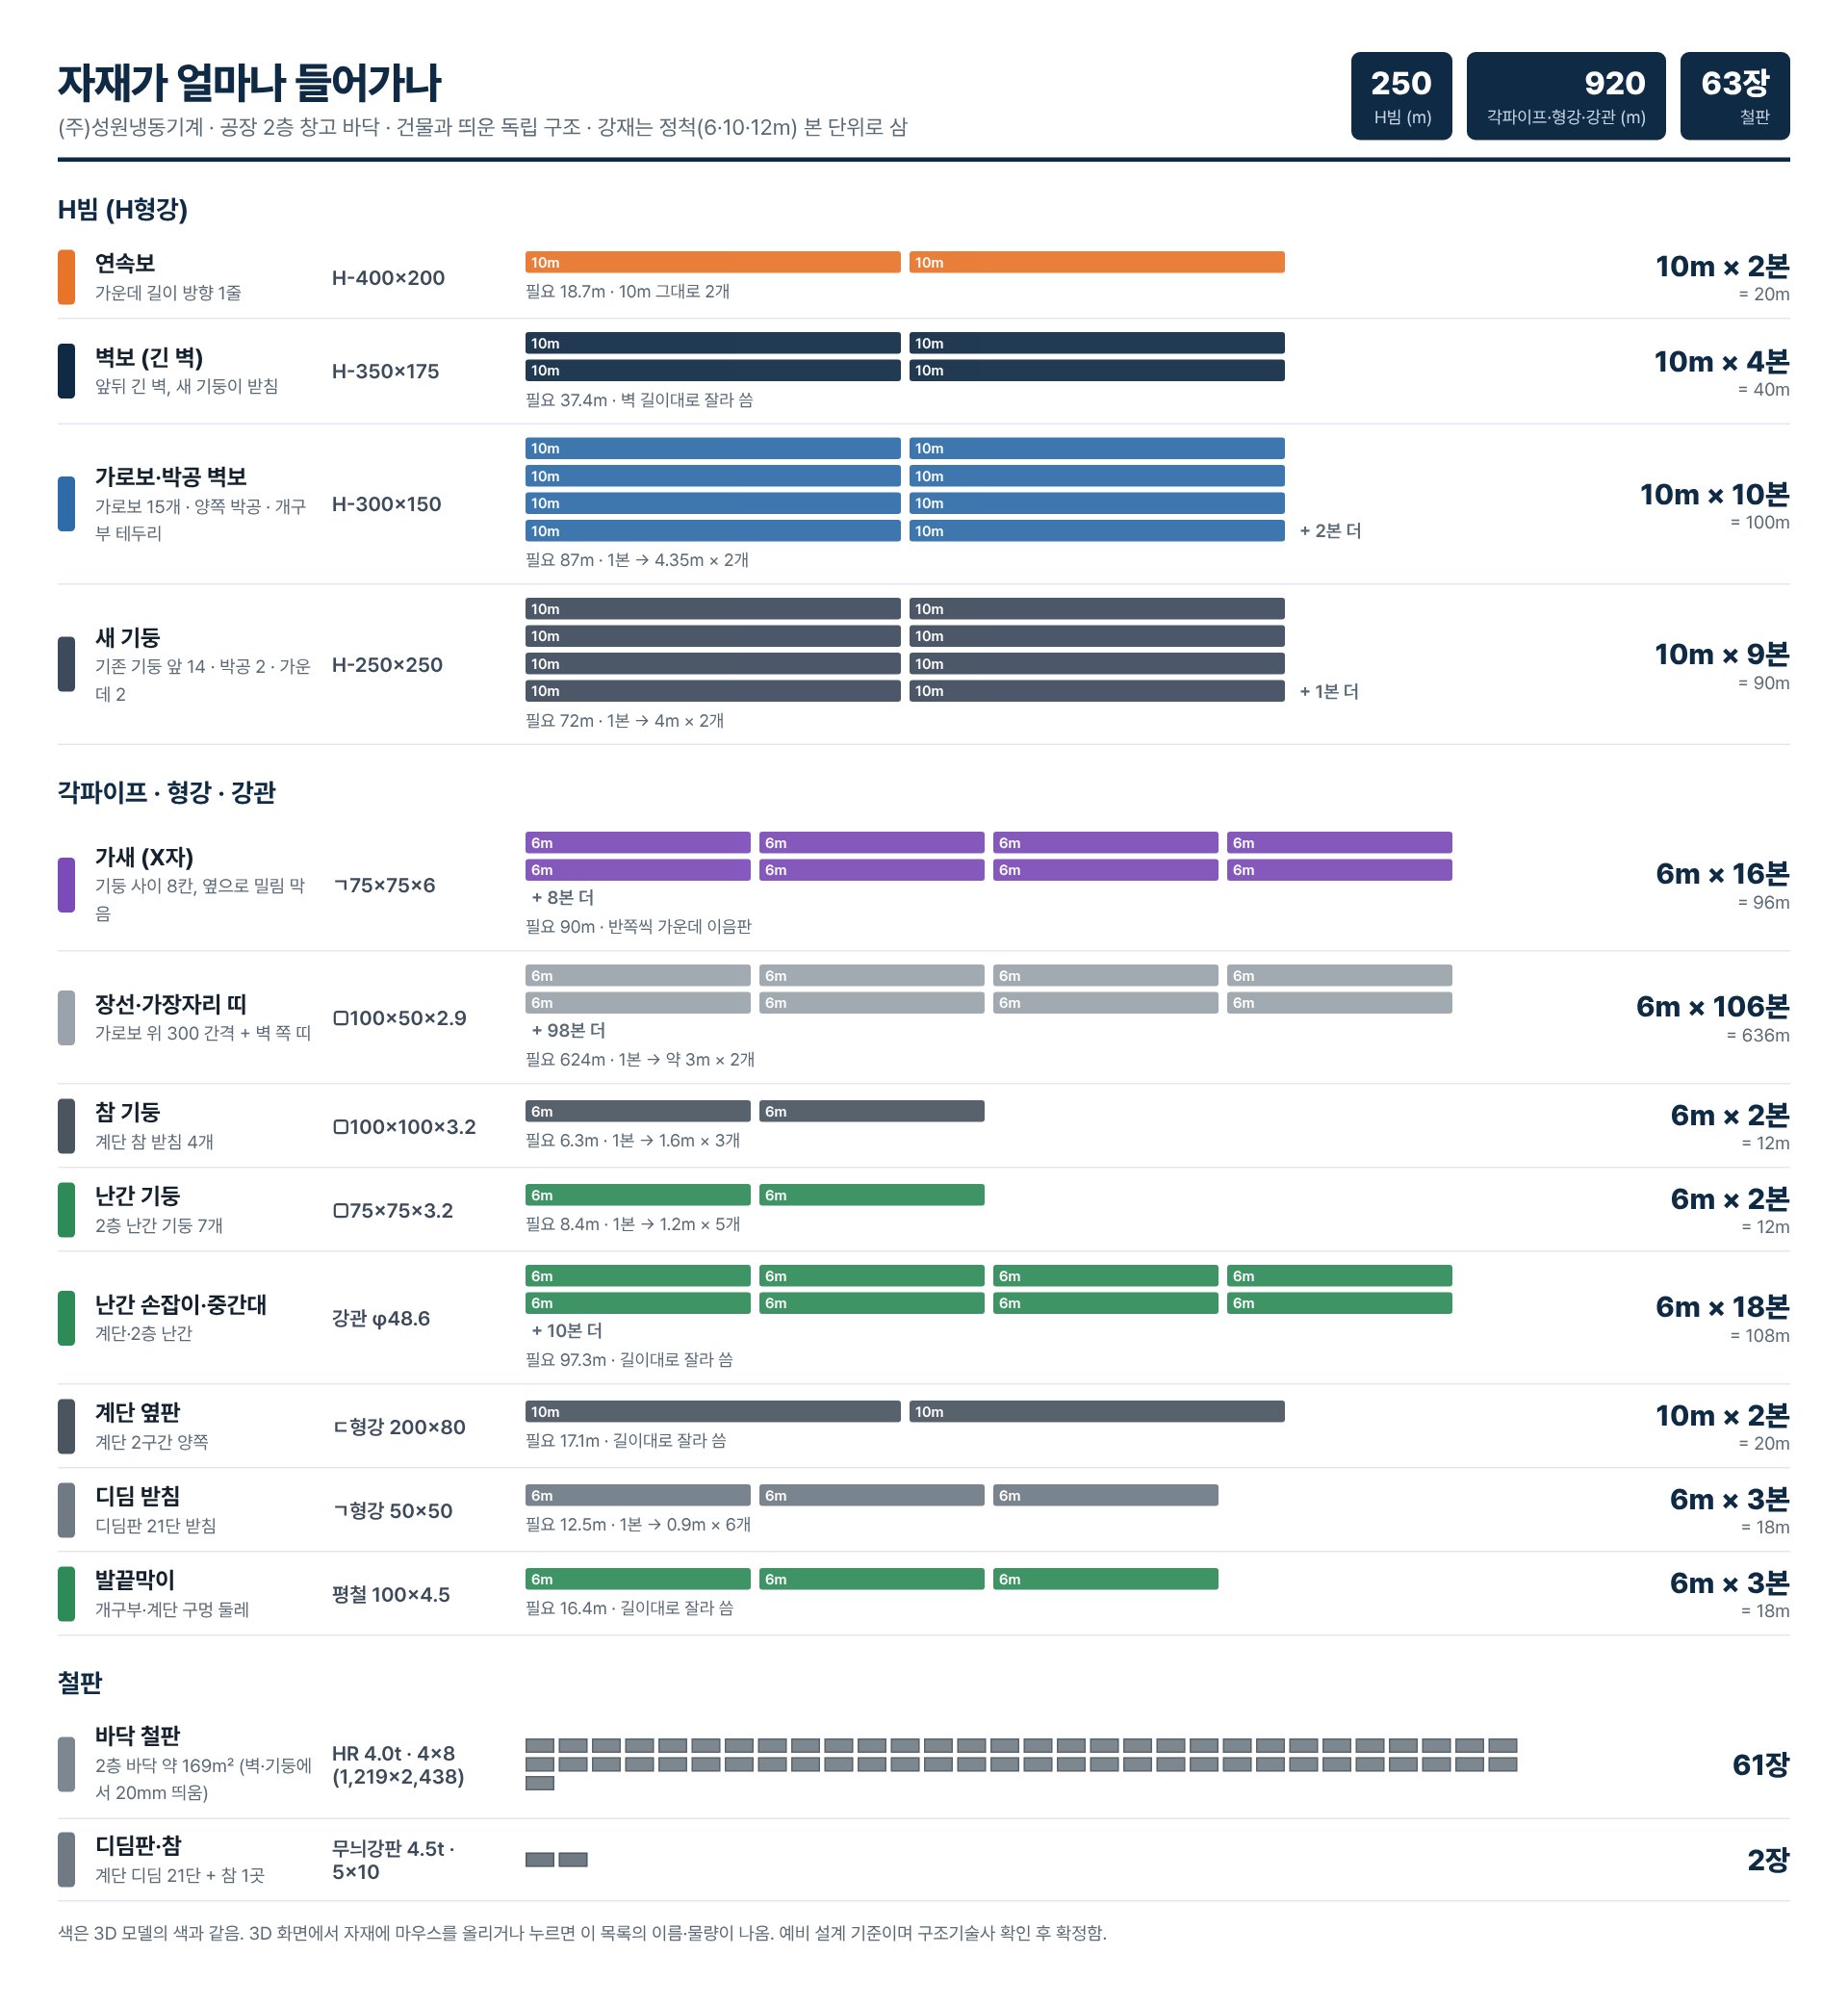 자재가 얼마나 들어가나
(주)성원냉동기계 · 공장 2층 창고 바닥 · 건물과 띄운 독립 구조 · 강재는 정척(6·10·12m) 본 단위로 삼
250
H빔 (m)
920
각파이프·형강·강관 (m)
63장
철판
H빔 (H형강)
연속보
가운데 길이 방향 1줄
H-400×200
10m 10m
필요 18.7m · 10m 그대로 2개
10m × 2본
= 20m
벽보 (긴 벽)
앞뒤 긴 벽, 새 기둥이 받침
H-350×175
10m 10m
10m 10m
필요 37.4m · 벽 길이대로 잘라 씀
10m × 4본
= 40m
가로보·박공 벽보
가로보 15개 · 양쪽 박공 · 개구
부 테두리
H-300×150
10m 10m
10m 10m
10m 10m
10m 10m + 2본 더
필요 87m · 1본 → 4.35m × 2개
10m × 10본
= 100m
새 기둥
기존 기둥 앞 14 · 박공 2 · 가운
데 2
H-250×250
10m 10m
10m 10m
10m 10m
10m 10m + 1본 더
필요 72m · 1본 → 4m × 2개
10m × 9본
= 90m
각파이프 · 형강 · 강관
가새 (X자)
기둥 사이 8칸, 옆으로 밀림 막
음
ㄱ75×75×6
6m 6m 6m 6m
6m 6m 6m 6m
+ 8본 더
필요 90m · 반쪽씩 가운데 이음판
6m × 16본
= 96m
장선·가장자리 띠
가로보 위 300 간격 + 벽 쪽 띠
□100×50×2.9
6m 6m 6m 6m
6m 6m 6m 6m
+ 98본 더
필요 624m · 1본 → 약 3m × 2개
6m × 106본
= 636m
참 기둥
계단 참 받침 4개
□100×100×3.2
6m 6m
필요 6.3m · 1본 → 1.6m × 3개
6m × 2본
= 12m
난간 기둥
2층 난간 기둥 7개
□75×75×3.2
6m 6m
필요 8.4m · 1본 → 1.2m × 5개
6m × 2본
= 12m
난간 손잡이·중간대
계단·2층 난간
강관 φ48.6
6m 6m 6m 6m
6m 6m 6m 6m
+ 10본 더
필요 97.3m · 길이대로 잘라 씀
6m × 18본
= 108m
계단 옆판
계단 2구간 양쪽
ㄷ형강 200×80
10m 10m
필요 17.1m · 길이대로 잘라 씀
10m × 2본
= 20m
디딤 받침
디딤판 21단 받침
ㄱ형강 50×50
6m 6m 6m
필요 12.5m · 1본 → 0.9m × 6개
6m × 3본
= 18m
발끝막이
개구부·계단 구멍 둘레
평철 100×4.5
6m 6m 6m
필요 16.4m · 길이대로 잘라 씀
6m × 3본
= 18m
철판
바닥 철판
2층 바닥 약 169m² (벽·기둥에
서 20mm 띄움)
HR 4.0t · 4×8
(1,219×2,438)
61장
디딤판·참
계단 디딤 21단 + 참 1곳
무늬강판 4.5t ·
5×10
2장
색은 3D 모델의 색과 같음. 3D 화면에서 자재에 마우스를 올리거나 누르면 이 목록의 이름·물량이 나옴. 예비 설계 기준이며 구조기술사 확인 후 확정함.